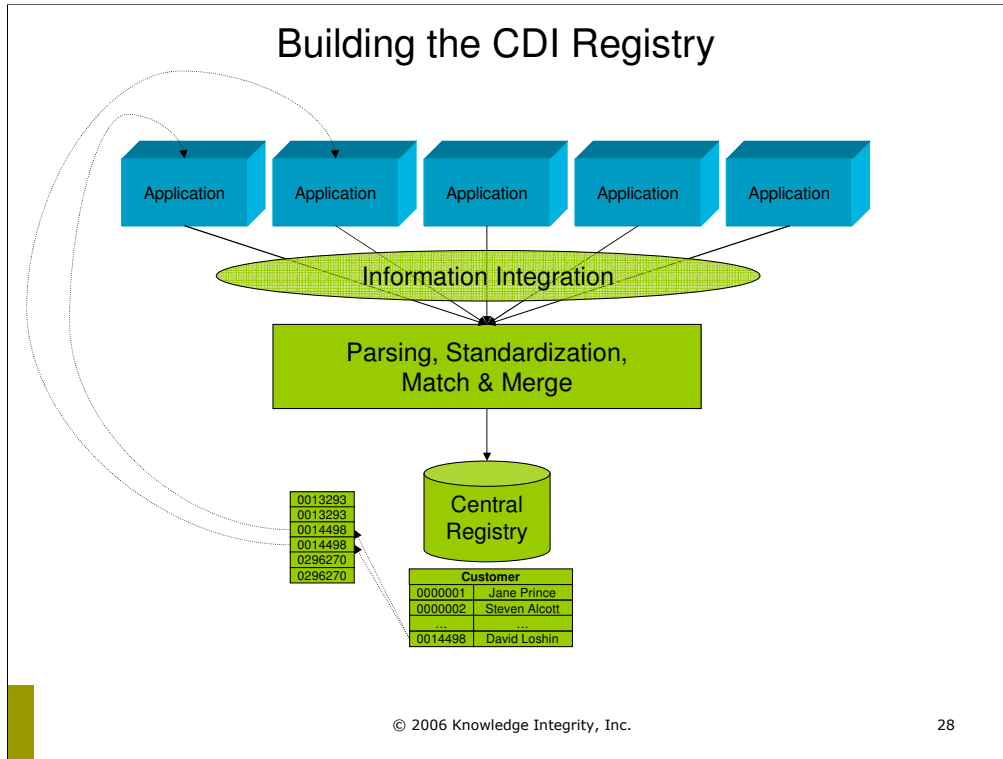 Building the CDI Registry
Application Application Application Application Application
Information Integration
Parsing, Standardization,
Match & Merge
Central
Registry
0013293
0013293
0014498
0014498
0296270
0296270
Customer
0000001 Jane Prince
0000002 Steven Alcott
... ...
0014498 David Loshin
© 2006 Knowledge Integrity, Inc. 28